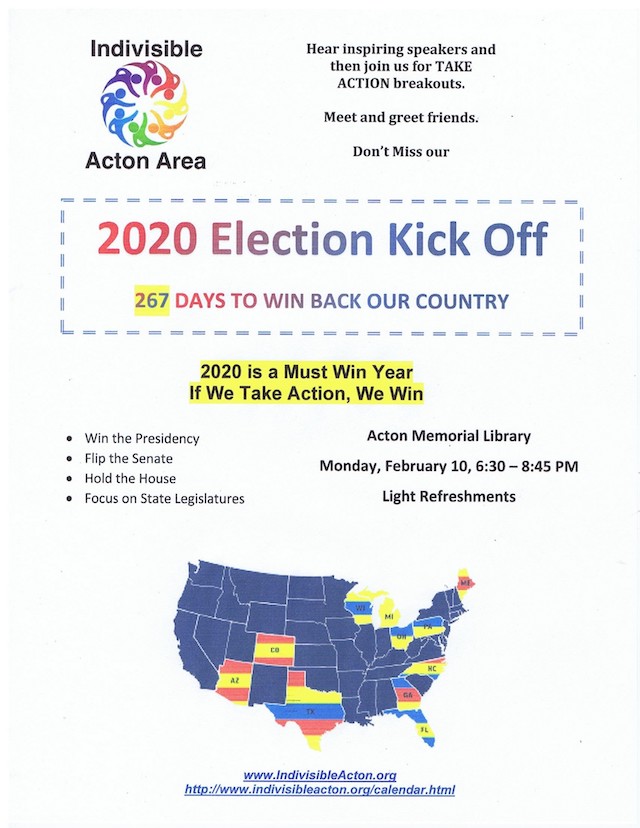 Indivisible
Acton Area
Hear inspiring speakers and
then join us for TAKE
ACTION breakouts.
Meet and greet friends.
Don't Miss our
2020 Election Kick Off
267 DAYS TO WIN BACK OUR COUNTRY
2020 is a Must Win Year
If We Take Action, We Win
• Win the Presidency
• Flip the Senate
• Hold the House
• Focus on State Legislatures
Acton Memorial Library
Monday, February 10, 6:30 – 8:45 PM
Light Refreshments
ME
WI
MI
PA
OH
CO
NC
AZ
GA
TX
FL
www.IndivisibleActon.org
http://www.indivisibleacton.org/calendar.html